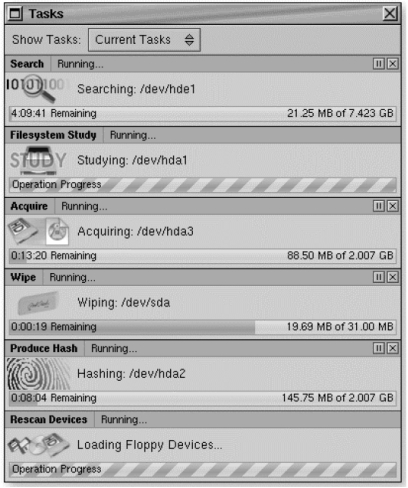 Tasks
Show Tasks: Current Tasks
Search Running...
1010110011
Searching: /dev/hde1
4:09:41 Remaining 21.25 MB of 7.423 GB
Filesystem Study Running...
STUDY
Studying: /dev/hda1
Operation Progress
Acquire Running...
Acquiring: /dev/hda3
0:13:20 Remaining 88.50 MB of 2.007 GB
Wipe Running...
Wiping: /dev/sda
0:00:19 Remaining 19.69 MB of 31.00 MB
Produce Hash Running...
Hashing: /dev/hda2
0:08:04 Remaining 145.75 MB of 2.007 GB
Rescan Devices Running...
Loading Floppy Devices...
Operation Progress